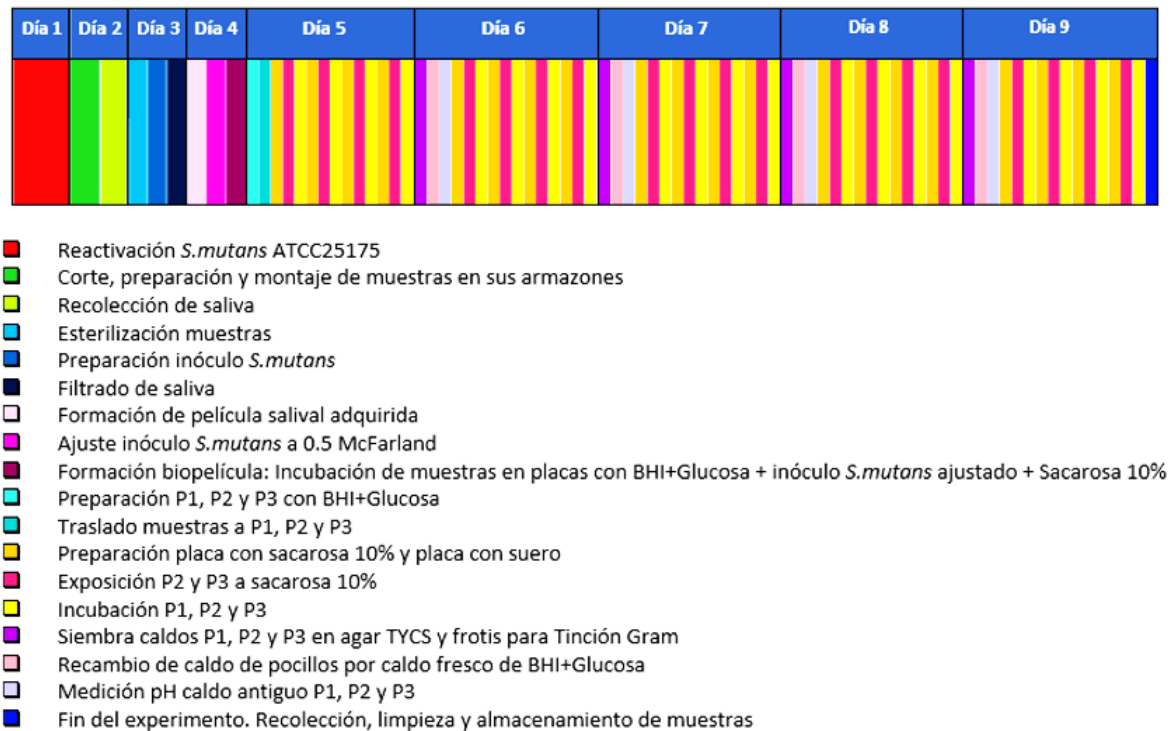 Día 1 Día 2 Día 3 Día 4 Día 5 Día 6 Día 7 Día 8 Día 9
Reactivación S.mutans ATCC25175
Corte, preparación y montaje de muestras en sus armazones
Recolección de saliva
Esterilización muestras
Preparación inóculo S.mutans
Filtrado de saliva
Formación de película salival adquirida
Ajuste inóculo S.mutans a 0.5 McFarland
Formación biopelícula: Incubación de muestras en placas con BHI+Glucosa + inóculo S.mutans ajustado + Sacarosa 10%
Preparación P1, P2 y P3 con BHI+Glucosa
Traslado muestras a P1, P2 y P3
Preparación placa con sacarosa 10% y placa con suero
Exposición P2 y P3 a sacarosa 10%
Incubación P1, P2 y P3
Siembra caldos P1, P2 y P3 en agar TYCS y frotis para Tinción Gram
Recambio de caldo de pocillos por caldo fresco de BHI+Glucosa
Medición pH caldo antiguo P1, P2 y P3
Fin del experimento. Recolección, limpieza y almacenamiento de muestras